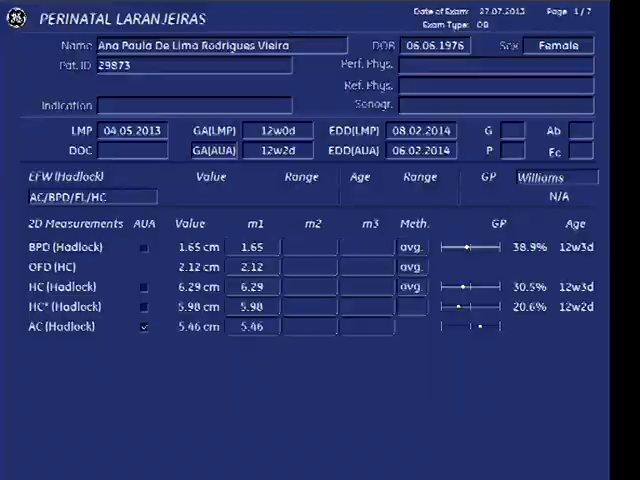 PERINATAL LARANJEIRAS
Date of Exam: 27.07.2013 Page 1/7
Exam Type: OB
Name Ana Paula De Lima Rodrigues Vieira DOB 06.06.1976 Sex Female
Pat. ID 29873 Perf. Phys.
Ref. Phys.
Indication Sonogr.
LMP 04.05.2013 GA(LMP) 12w0d EDD(LMP) 08.02.2014 G Ab
DOC GA(AUA) 12w2d EDD(AUA) 06.02.2014 P Ec
EFW (Hadlock) Value Range Age Range GP Williams
AC/BPD/FL/HC N/A
2D Measurements AUA Value m1 m2 m3 Meth. GP Age
BPD (Hadlock) 1.65 cm 1.65 avg. 38.9% 12w3d
OFD (HC) 2.12 cm 2.12 avg.
HC (Hadlock) 6.29 cm 6.29 avg. 30.5% 12w3d
HC* (Hadlock) 5.98 cm 5.98 20.6% 12w2d
AC (Hadlock) 5.46 cm 5.46